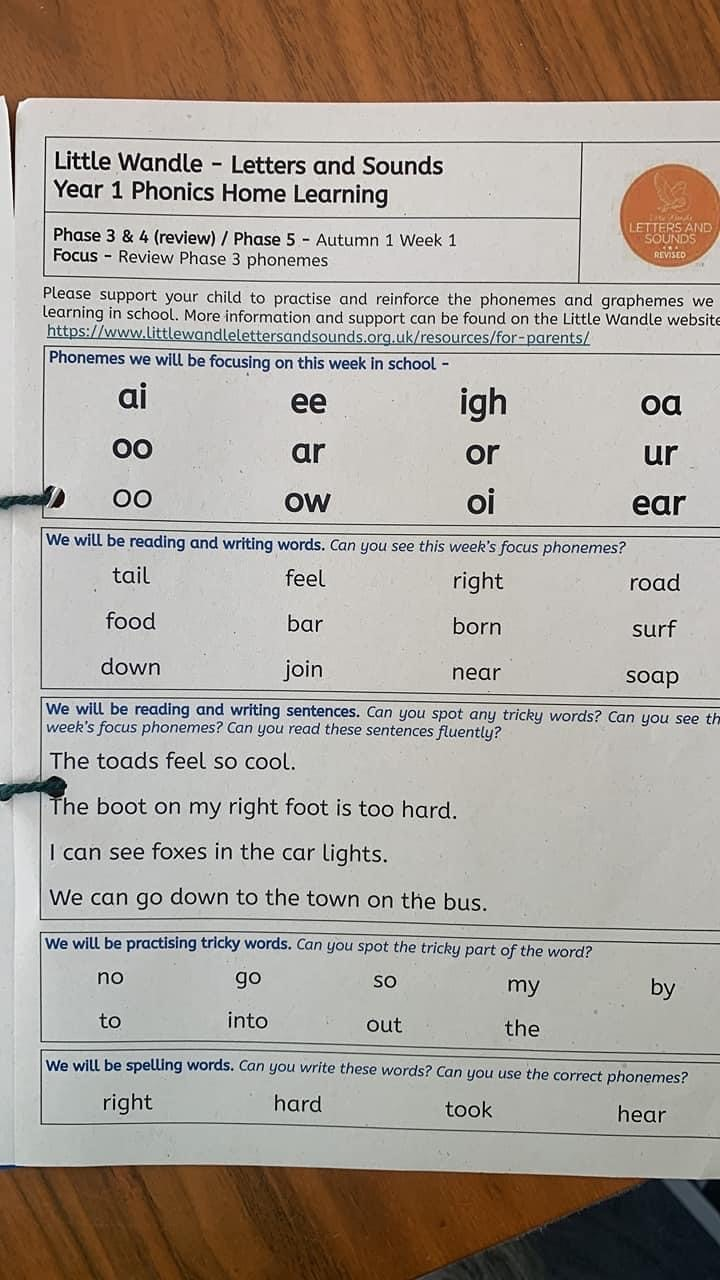 Little Wandle – Letters and Sounds
Year 1 Phonics Home Learning
Little Wandle
LETTERS AND
SOUNDS
REVISED
Phase 3 & 4 (review) / Phase 5 – Autumn 1 Week 1
Focus – Review Phase 3 phonemes
Please support your child to practise and reinforce the phonemes and graphemes we
learning in school. More information and support can be found on the Little Wandle website
https://www.littlewandlelettersandsounds.org.uk/resources/for-parents/
Phonemes we will be focusing on this week in school –
ai ee igh oa
oo ar or ur
oo ow oi ear
We will be reading and writing words. Can you see this week's focus phonemes?
tail feel right road
food bar born surf
down join near soap
We will be reading and writing sentences. Can you spot any tricky words? Can you see th
week's focus phonemes? Can you read these sentences fluently?
The toads feel so cool.
The boot on my right foot is too hard.
I can see foxes in the car lights.
We can go down to the town on the bus.
We will be practising tricky words. Can you spot the tricky part of the word?
no go so my by
to into out the
We will be spelling words. Can you write these words? Can you use the correct phonemes?
right hard took hear